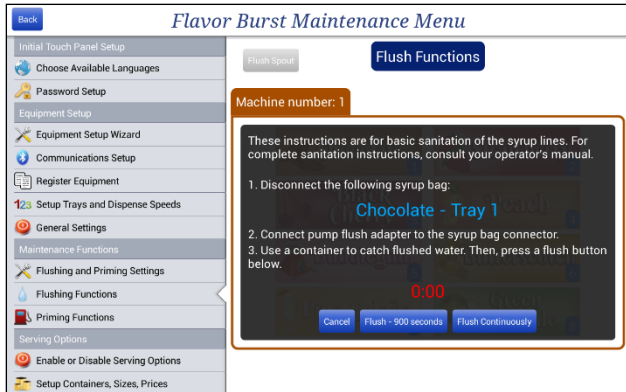 Back
Flavor Burst Maintenance Menu
Initial Touch Panel Setup
Choose Available Languages
Password Setup
Equipment Setup
Equipment Setup Wizard
Communications Setup
Register Equipment
123 Setup Trays and Dispense Speeds
General Settings
Maintenance Functions
Flushing and Priming Settings
Flushing Functions
Priming Functions
Serving Options
Enable or Disable Serving Options
Setup Containers, Sizes, Prices
Flush Spout
Flush Functions
Machine number: 1
These instructions are for basic sanitation of the syrup lines. For
complete sanitation instructions, consult your operator's manual.
1. Disconnect the following syrup bag:
Chocolate - Tray 1
2. Connect pump flush adapter to the syrup bag connector.
3. Use a container to catch flushed water. Then, press a flush button
below.
0:00
Cancel
Flush - 900 seconds
Flush Continuously